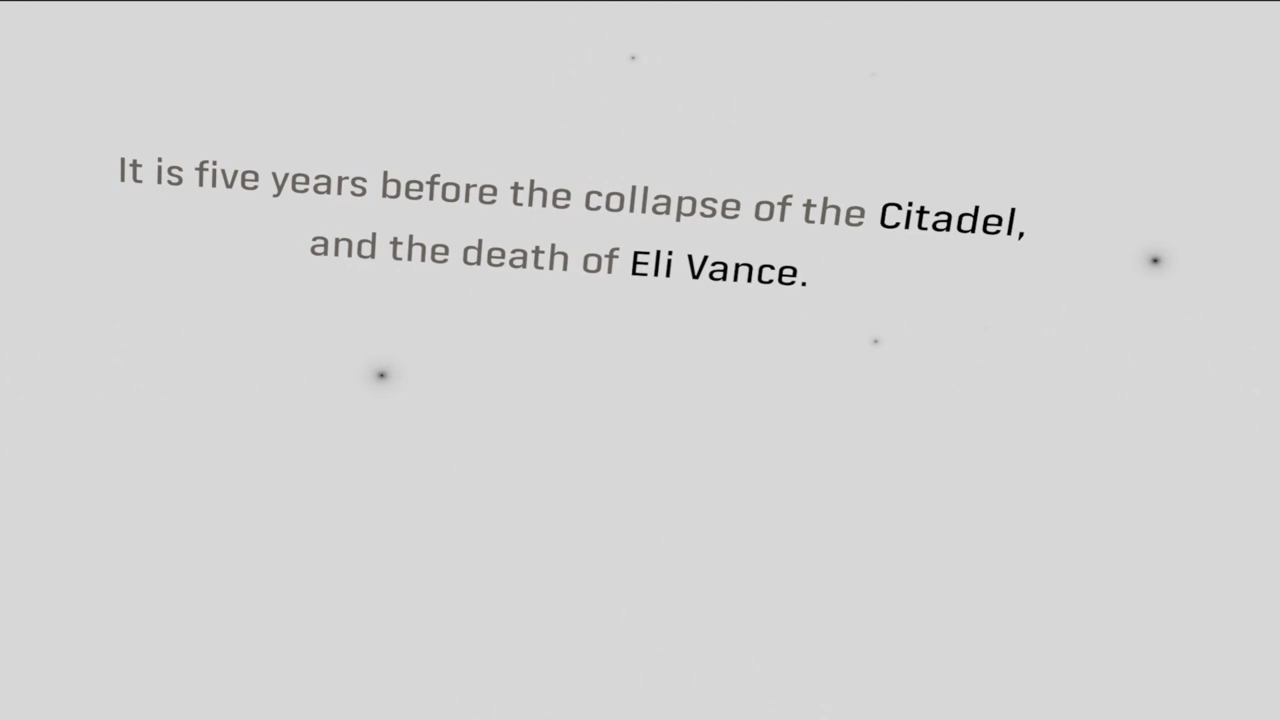 It is five years before the collapse of the Citadel,
and the death of Eli Vance.